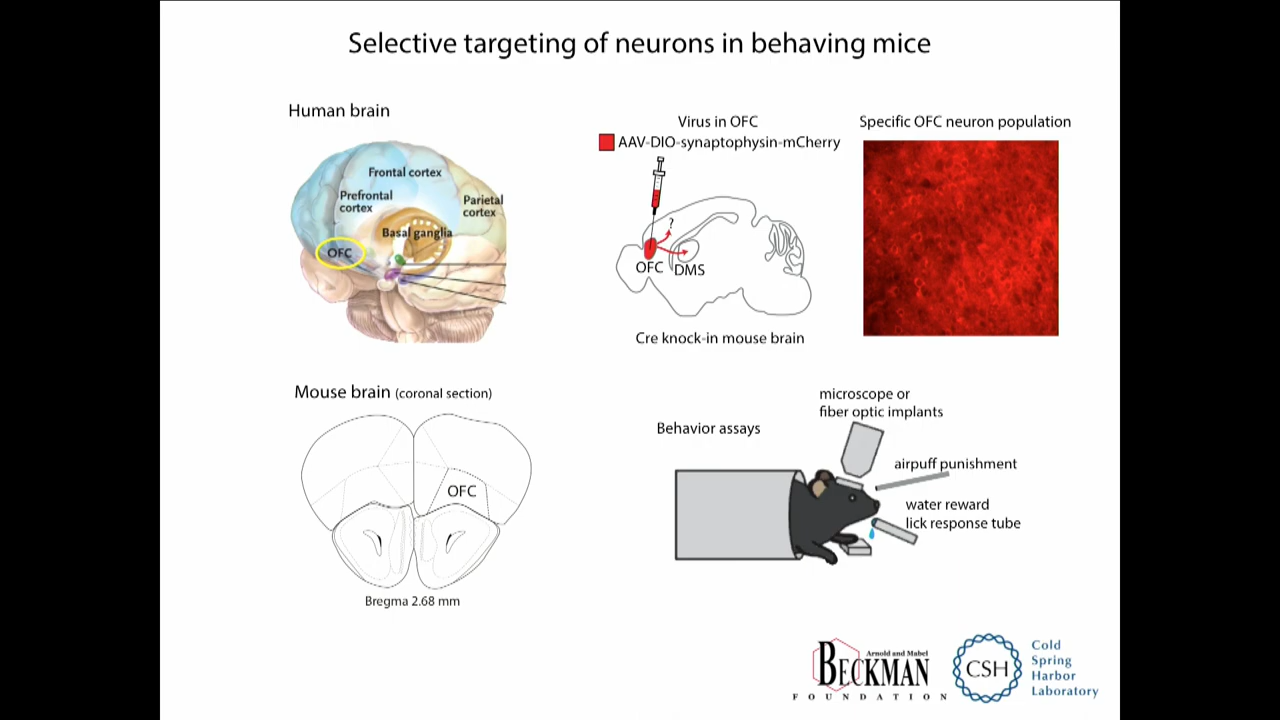 Selective targeting of neurons in behaving mice
Human brain
Frontal cortex
Prefrontal
cortex
Parietal
cortex
Basal ganglia
OFC
Virus in OFC
AAV-DIO-synaptophysin-mCherry
?
OFC
DMS
Cre knock-in mouse brain
Specific OFC neuron population
Mouse brain (coronal section)
OFC
Bregma 2.68 mm
Behavior assays
microscope or
fiber optic implants
airpuff punishment
water reward
lick response tube
Arnold and Mabel
BECKMAN
FOUNDATION
CSH
Cold
Spring
Harbor
Laboratory